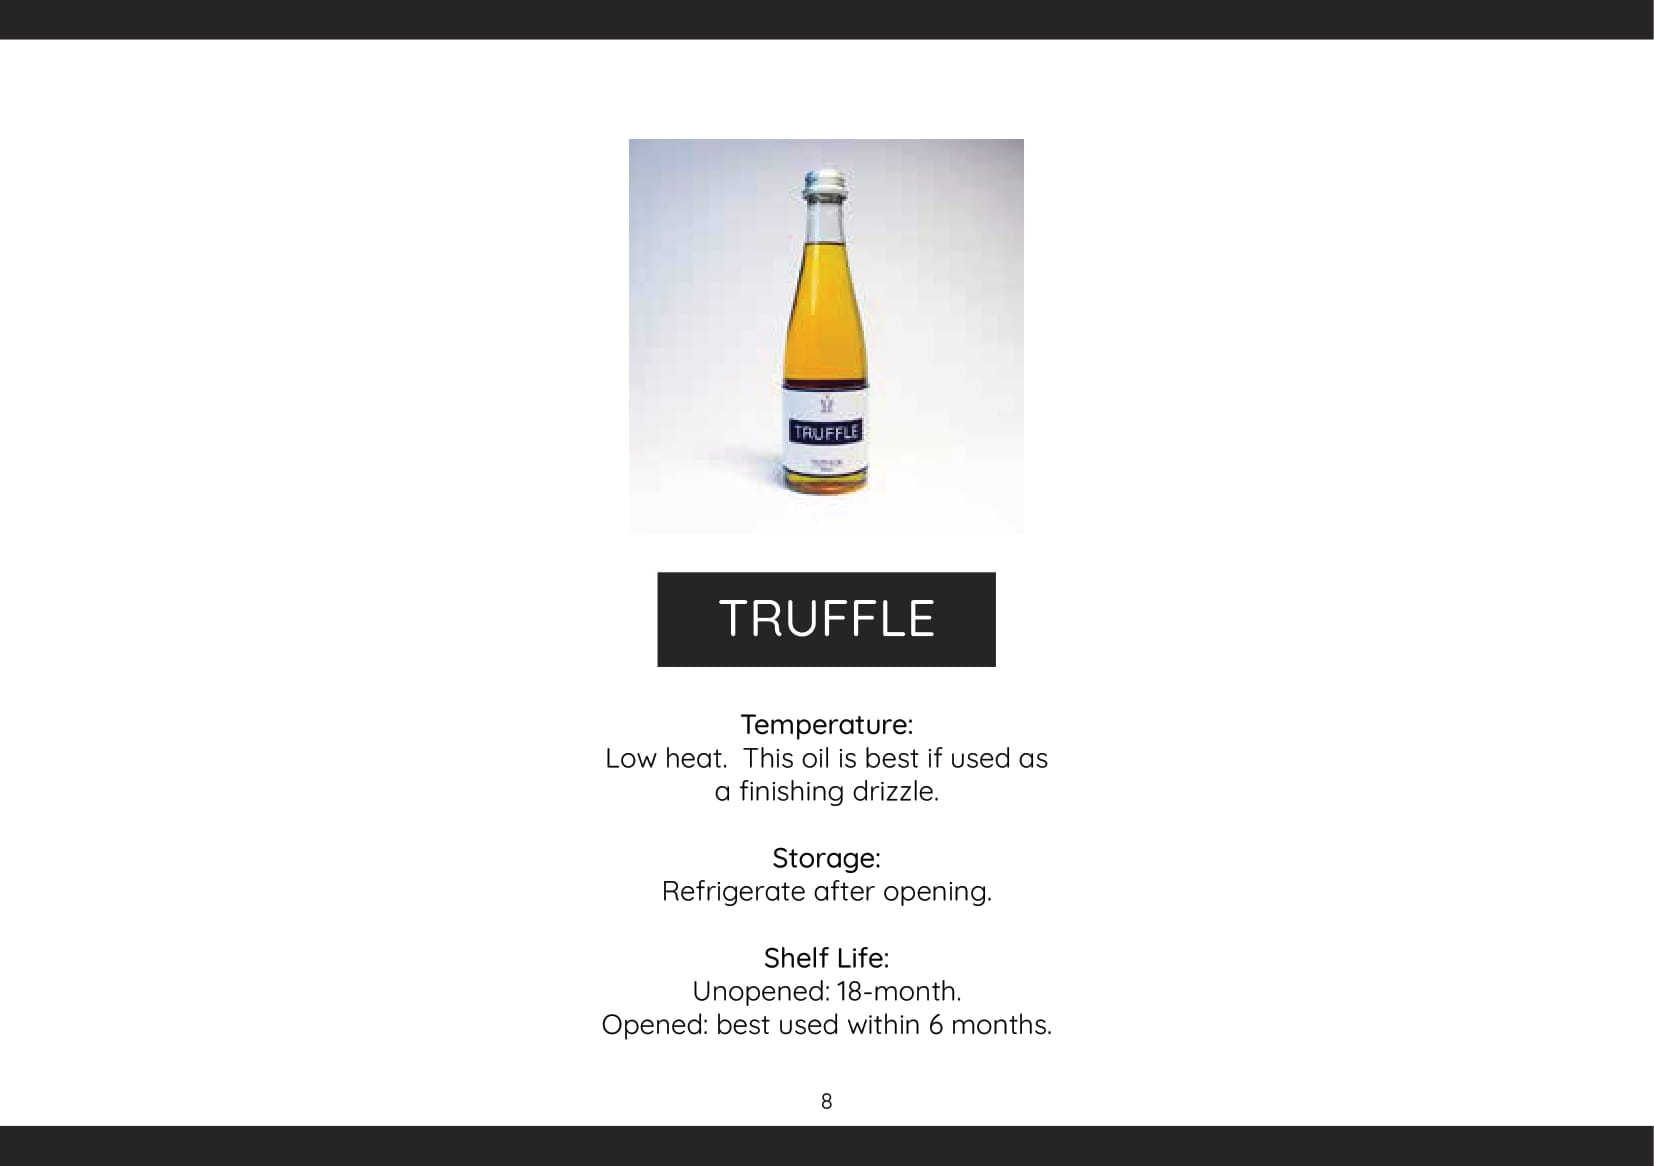 TRUFFLE
TRUFFLE
Temperature:
Low heat.  This oil is best if used as
a finishing drizzle.
Storage:
Refrigerate after opening.
Shelf Life:
Unopened: 18-month.
Opened: best used within 6 months.
8